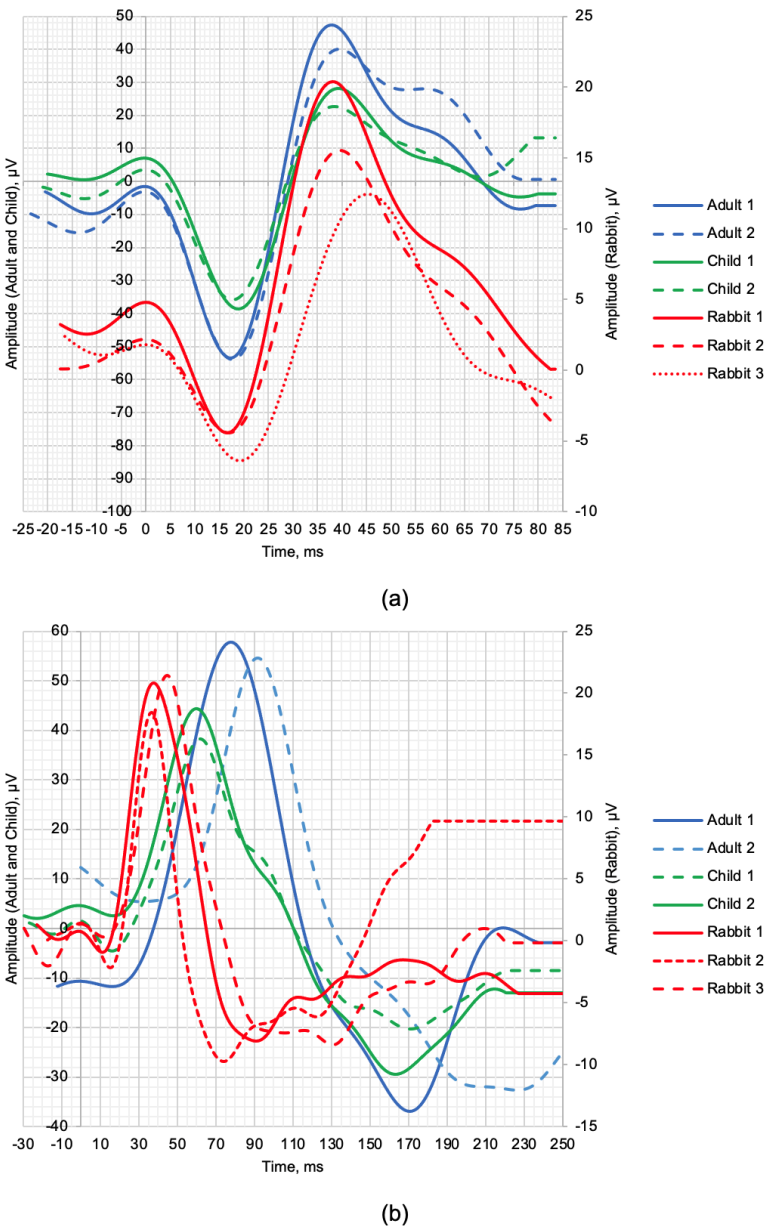 50
40
30
20
10
0
-10
-20
-30
-40
-50
-60
-70
-80
-90
-100
Amplitude (Adult and Child), µV
25
20
15
10
5
0
-5
-10
Amplitude (Rabbit), µV
-25 -20 -15 -10 -5 0 5 10 15 20 25 30 35 40 45 50 55 60 65 70 75 80 85
Time, ms
Adult 1
Adult 2
Child 1
Child 2
Rabbit 1
Rabbit 2
Rabbit 3
(a)
60
50
40
30
20
10
0
-10
-20
-30
-40
Amplitude (Adult and Child), µV
25
20
15
10
5
0
-5
-10
-15
Amplitude (Rabbit), µV
-30 -10 10 30 50 70 90 110 130 150 170 190 210 230 250
Time, ms
Adult 1
Adult 2
Child 1
Child 2
Rabbit 1
Rabbit 2
Rabbit 3
(b)